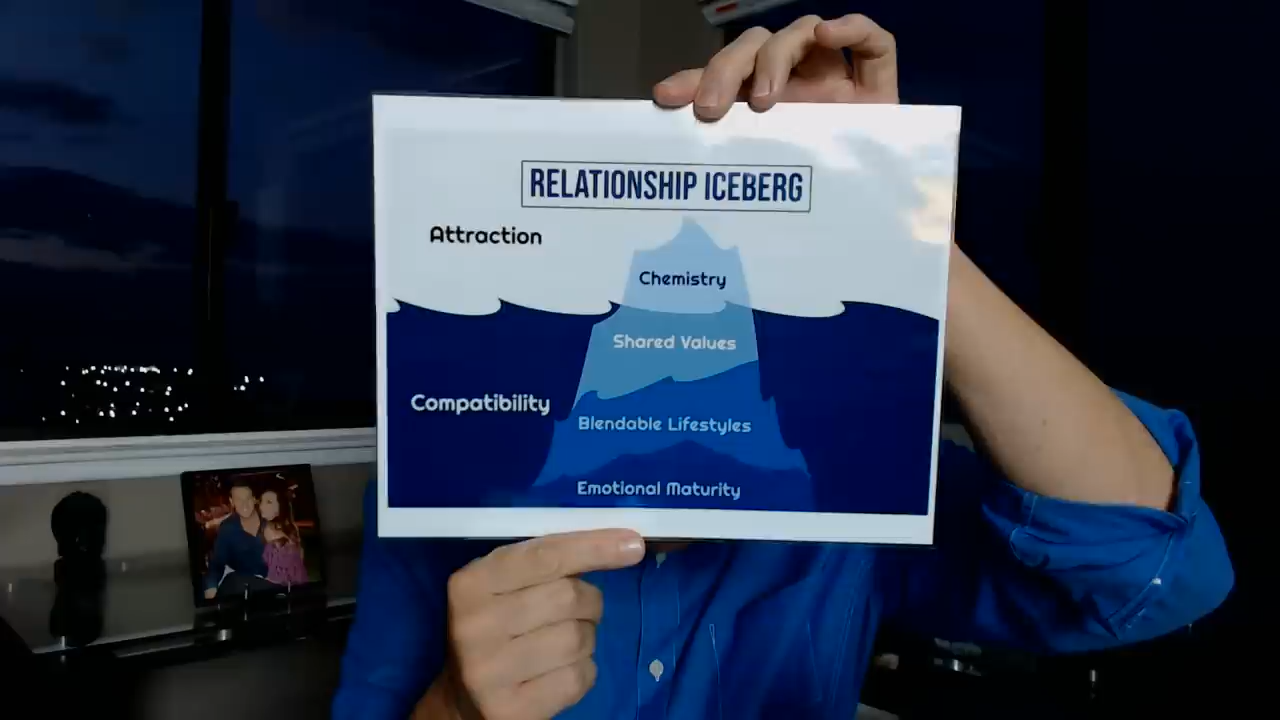 RELATIONSHIP ICEBERG
Attraction
Chemistry
Shared Values
Compatibility
Blendable Lifestyles
Emotional Maturity